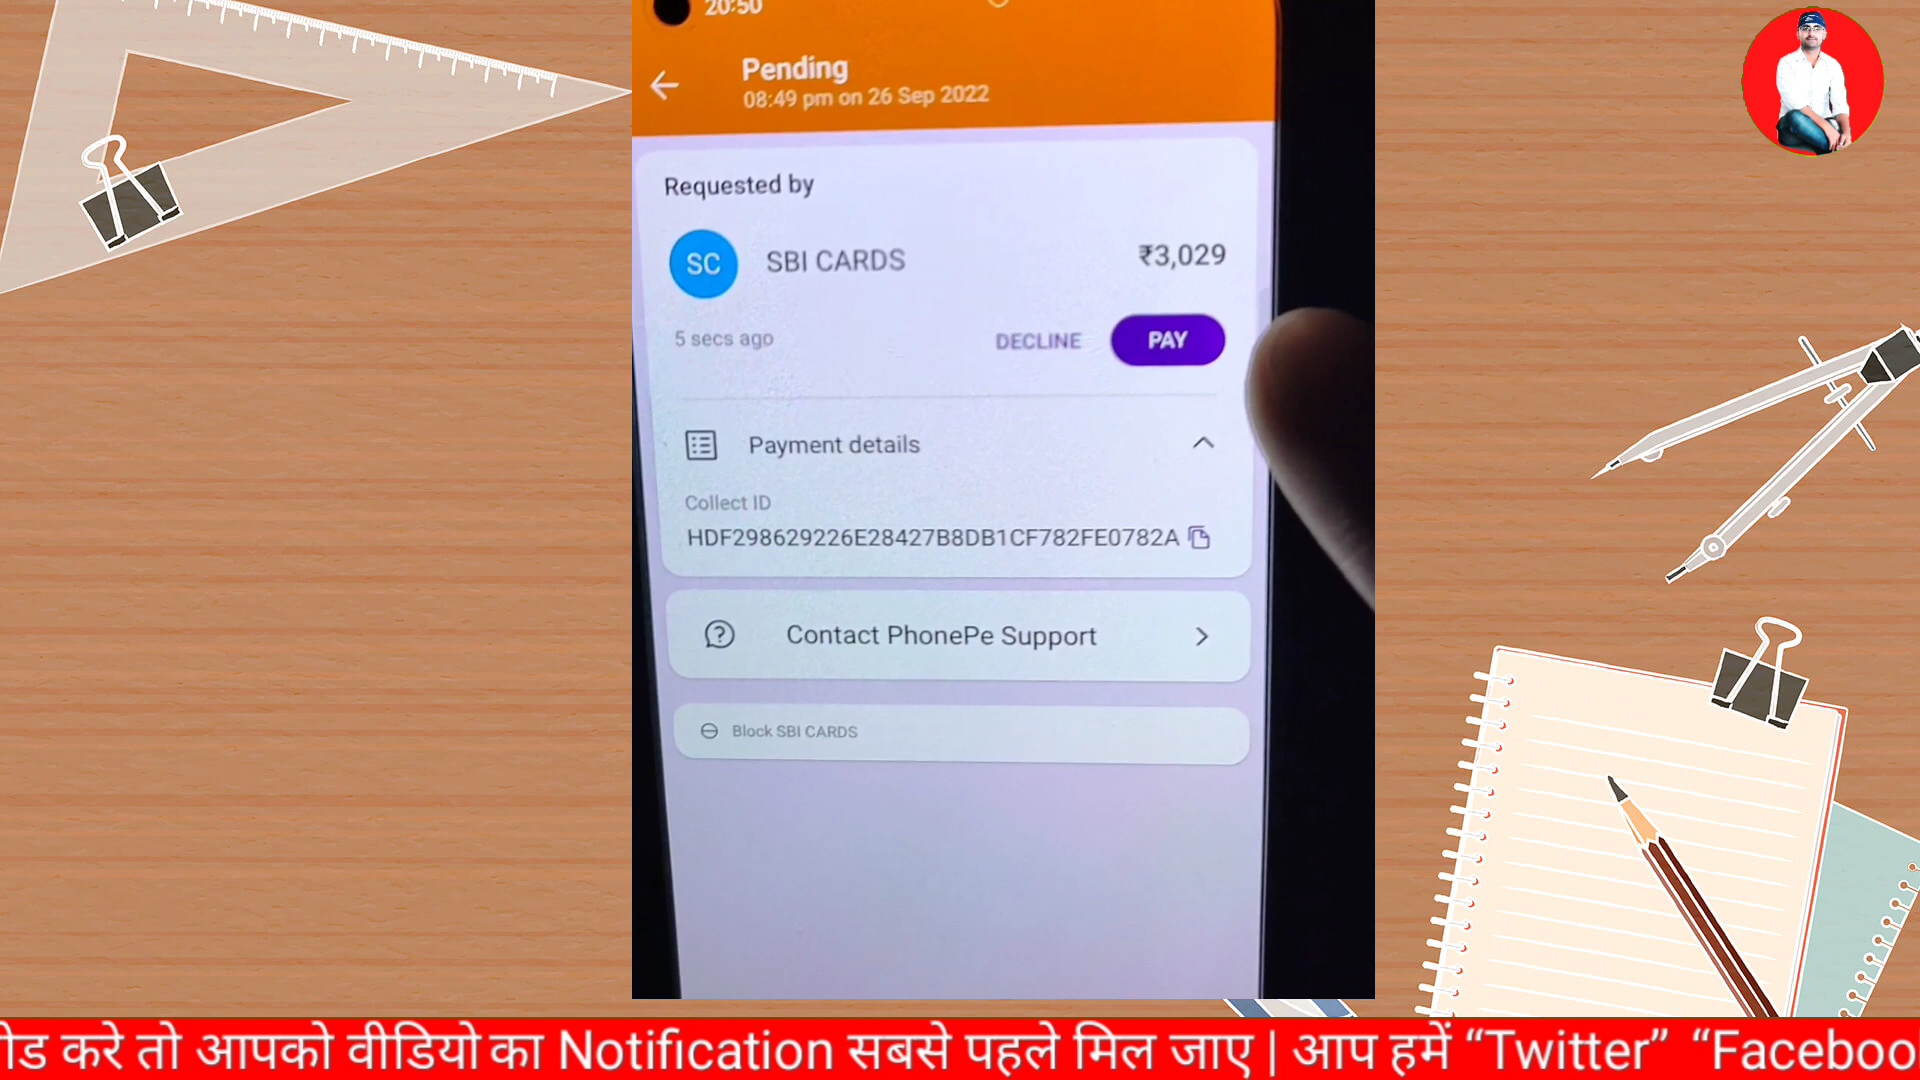 20:50
Pending
08:49 pm on 26 Sep 2022
Requested by
SC SBI CARDS ₹3,029
5 secs ago DECLINE PAY
Payment details
Collect ID
HDF298629226E28427B8DB1CF782FE0782A
Contact PhonePe Support
Block SBI CARDS
करे तो आपको वीडियो का Notification सबसे पहले मिल जाए | आप हमें “Twitter” “Faceboo